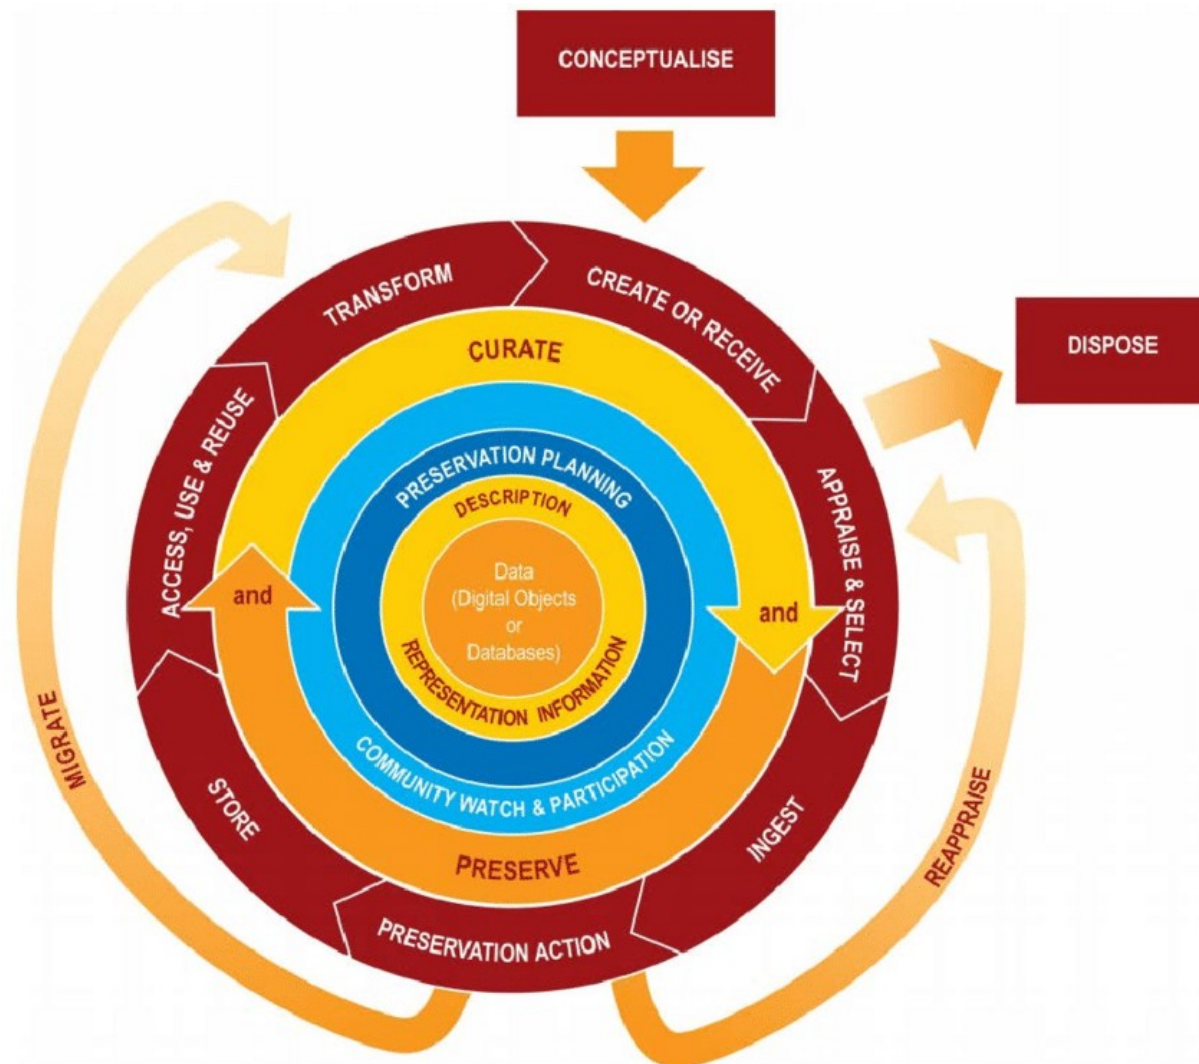 CONCEPTUALISE
DISPOSE
TRANSFORM
CREATE OR RECEIVE
APPRAISE & SELECT
INGEST
PRESERVATION ACTION
STORE
ACCESS, USE & REUSE
CURATE
and
PRESERVE
and
COMMUNITY WATCH & PARTICIPATION
PRESERVATION PLANNING
DESCRIPTION
REPRESENTATION INFORMATION
Data
(Digital Objects
or
Databases)
MIGRATE
REAPPRAISE